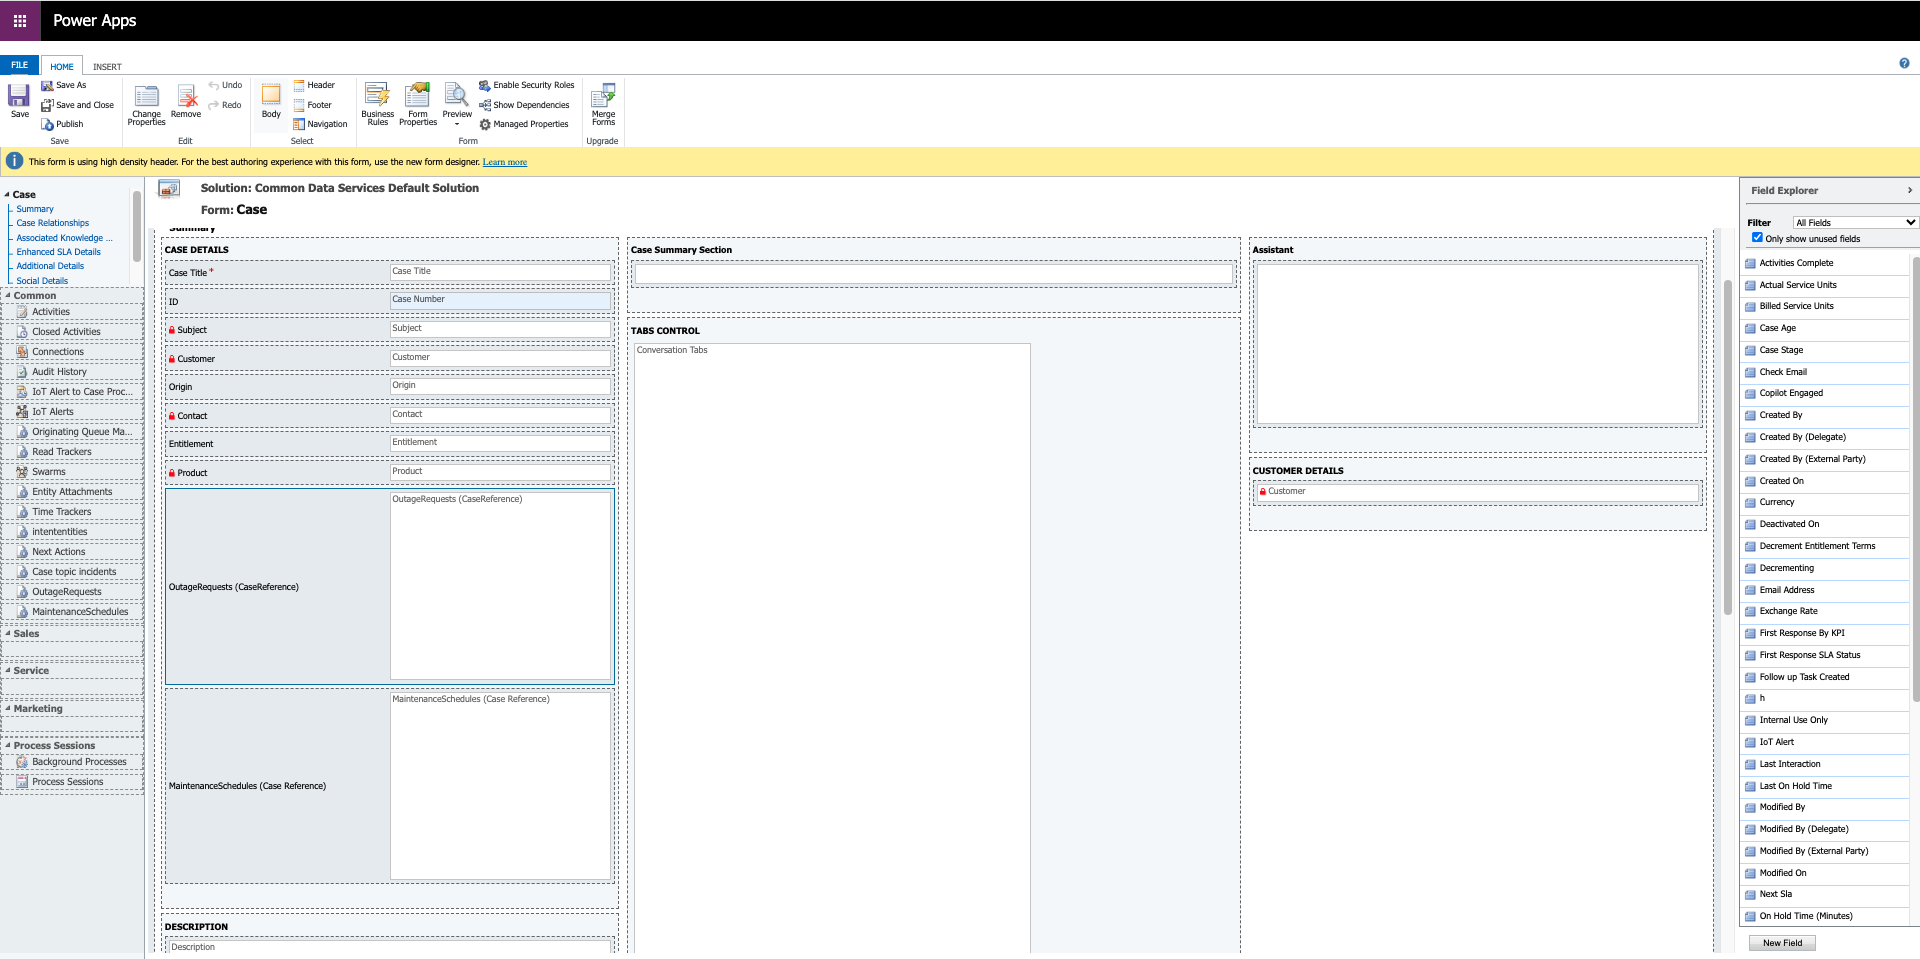 Power Apps
FILE
HOME
INSERT
Save
Save As
Save and Close
Publish
Save
Change Properties
Remove
Undo
Redo
Edit
Body
Header
Footer
Navigation
Select
Business Rules
Form Properties
Preview
Enable Security Roles
Show Dependencies
Managed Properties
Form
Merge Forms
Upgrade
This form is using high density header. For the best authoring experience with this form, use the new form designer. Learn more
Case
Summary
Case Relationships
Associated Knowledge ...
Enhanced SLA Details
Additional Details
Social Details
Common
Activities
Closed Activities
Connections
Audit History
IoT Alert to Case Proc...
IoT Alerts
Originating Queue Ma...
Read Trackers
Swarms
Entity Attachments
Time Trackers
intententities
Next Actions
Case topic incidents
OutageRequests
MaintenanceSchedules
Sales
Service
Marketing
Process Sessions
Background Processes
Process Sessions
Solution: Common Data Services Default Solution
Form: Case
Summary
CASE DETAILS
Case Title *
Case Title
ID
Case Number
Subject
Subject
Customer
Customer
Origin
Origin
Contact
Contact
Entitlement
Entitlement
Product
Product
OutageRequests (CaseReference)
OutageRequests (CaseReference)
MaintenanceSchedules (Case Reference)
MaintenanceSchedules (Case Reference)
DESCRIPTION
Description
Case Summary Section
TABS CONTROL
Conversation Tabs
Assistant
CUSTOMER DETAILS
Customer
Field Explorer
Filter
All Fields
Only show unused fields
Activities Complete
Actual Service Units
Billed Service Units
Case Age
Case Stage
Check Email
Copilot Engaged
Created By
Created By (Delegate)
Created By (External Party)
Created On
Currency
Deactivated On
Decrement Entitlement Terms
Decrementing
Email Address
Exchange Rate
First Response By KPI
First Response SLA Status
Follow up Task Created
h
Internal Use Only
IoT Alert
Last Interaction
Last On Hold Time
Modified By
Modified By (Delegate)
Modified By (External Party)
Modified On
Next Sla
On Hold Time (Minutes)
New Field